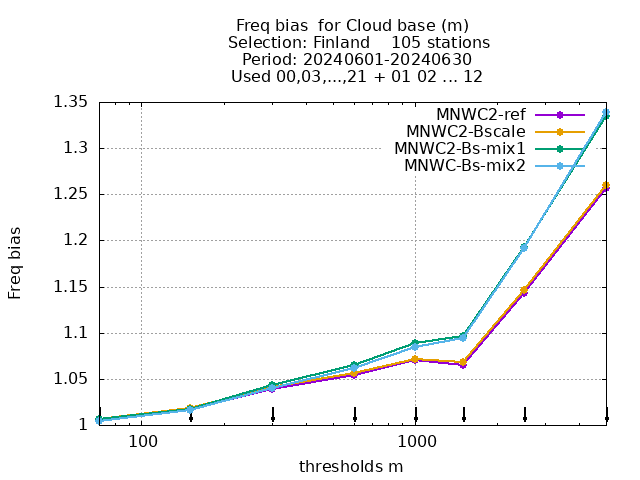 Freq bias  for Cloud base (m)
Selection: Finland    105 stations
Period: 20240601-20240630
Used 00,03,...,21 + 01 02 ... 12
MNWC2-ref
MNWC2-Bscale
MNWC2-Bs-mix1
MNWC-Bs-mix2
Freq bias
1.35
1.3
1.25
1.2
1.15
1.1
1.05
1
100 1000
thresholds m